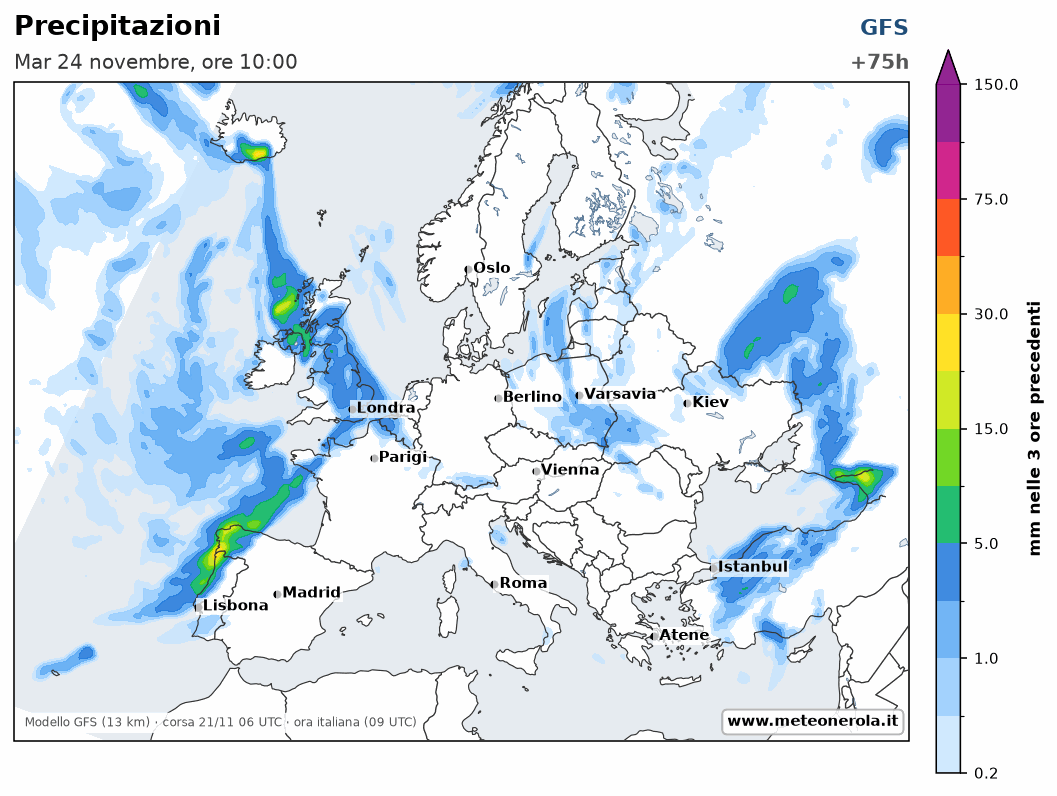 Precipitazioni
GFS
Mar 24 novembre, ore 10:00
+75h
150.0
75.0
30.0
15.0
5.0
1.0
0.2
mm nelle 3 ore precedenti
Oslo
Berlino
Varsavia
Kiev
Londra
Parigi
Vienna
Istanbul
Roma
Madrid
Lisbona
Atene
Modello GFS (13 km) · corsa 21/11 06 UTC · ora italiana (09 UTC)
www.meteonerola.it